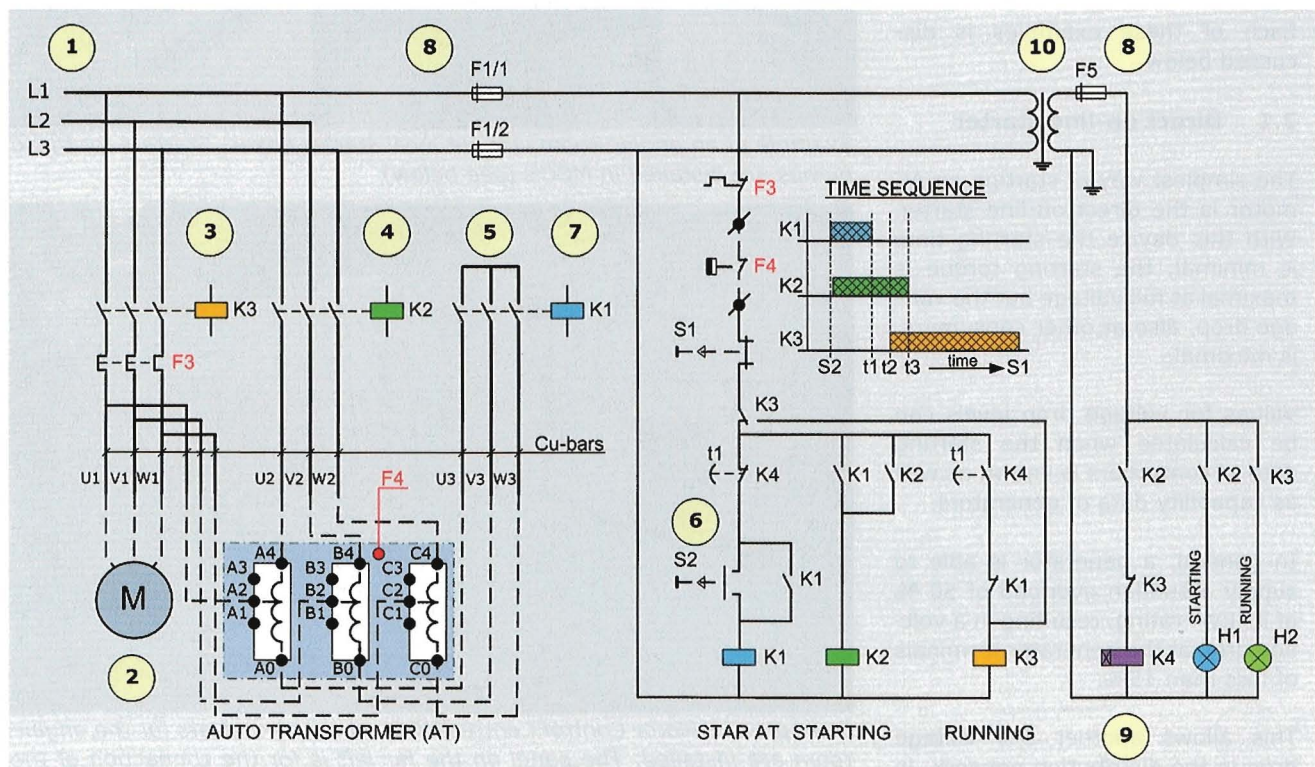 1 8 10 8
L1 F1/1 F5
L2
L3 F1/2
F3 TIME SEQUENCE
3 4 5 7 K1
F4
K3 K2 K1 K2
S1 K3
F3 S2 t1 t2 t3 time S1
K3
Cu-bars
U1 V1 W1 U2 V2 W2 F4 U3 V3 W3
t1 K4 K1 K2 t1 K4 K2 K2 K3
6
A4 B4 C4
A3 B3 C3
A2 B2 C2
A1 B1 C1
S2 K1 K1 K3 STARTING RUNNING
M
H1 H2
A0 B0 C0
K1 K2 K3 K4
2
AUTO TRANSFORMER (AT) STAR AT STARTING RUNNING 9